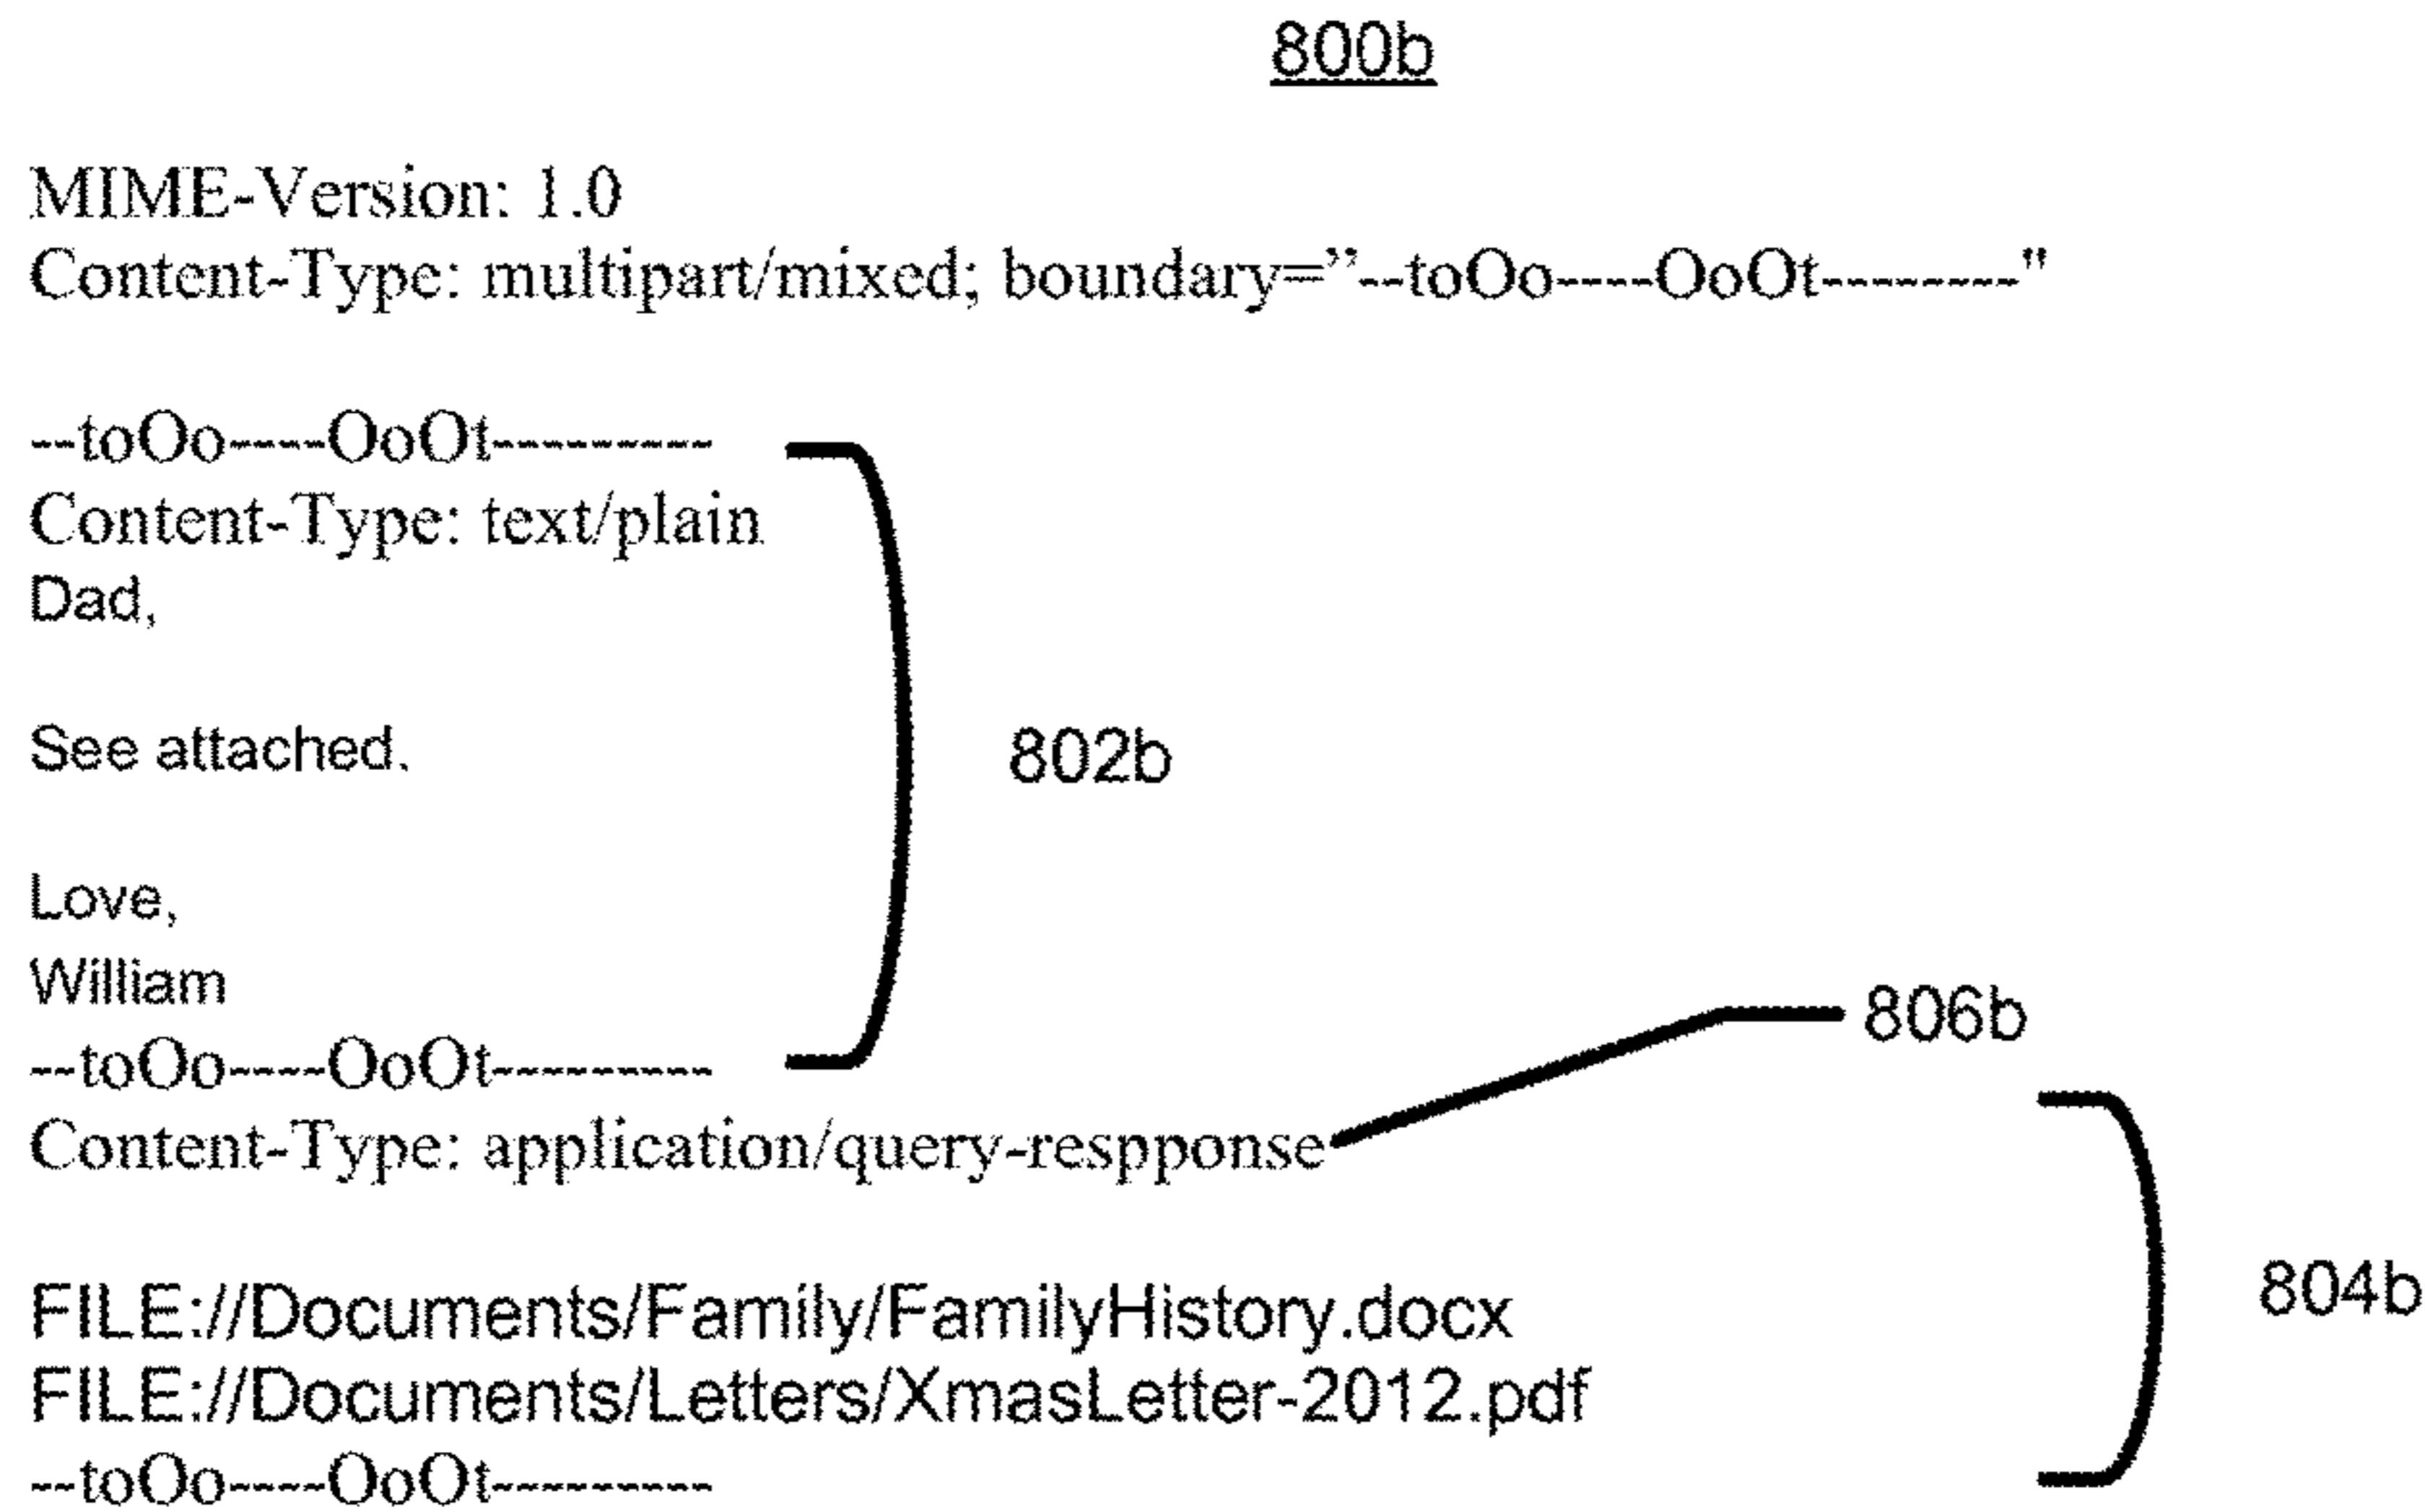 800b
MIME-Version: 1.0
Content-Type: multipart/mixed; boundary=”--toOo----OoOt--------"
--toOo----OoOt---------
Content-Type: text/plain
Dad,
See attached.
802b
Love,
William
806b
--toOo----OoOt---------
Content-Type: application/query-respponse
804b
FILE://Documents/Family/FamilyHistory.docx
FILE://Documents/Letters/XmasLetter-2012.pdf
--toOo----OoOt---------